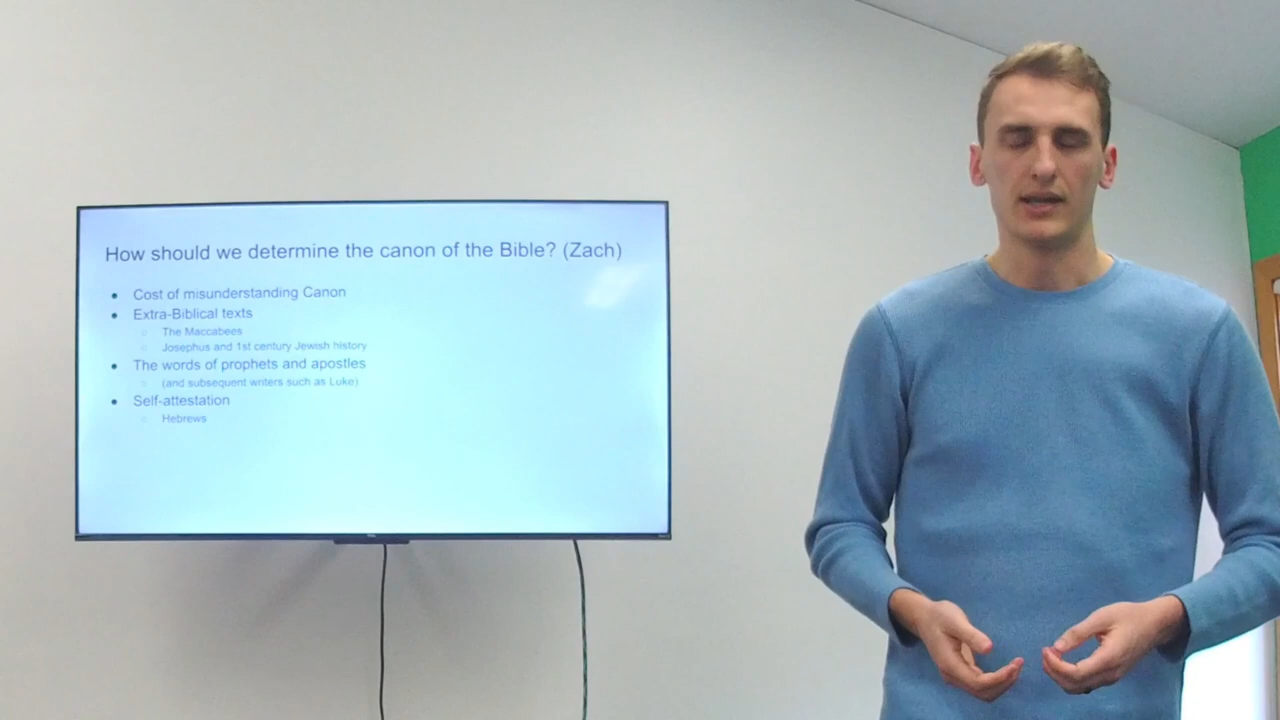 How should we determine the canon of the Bible? (Zach)
Cost of misunderstanding Canon
Extra-Biblical texts
The Maccabees
Josephus and 1st century Jewish history
The words of prophets and apostles
(and subsequent writers such as Luke)
Self-attestation
Hebrews